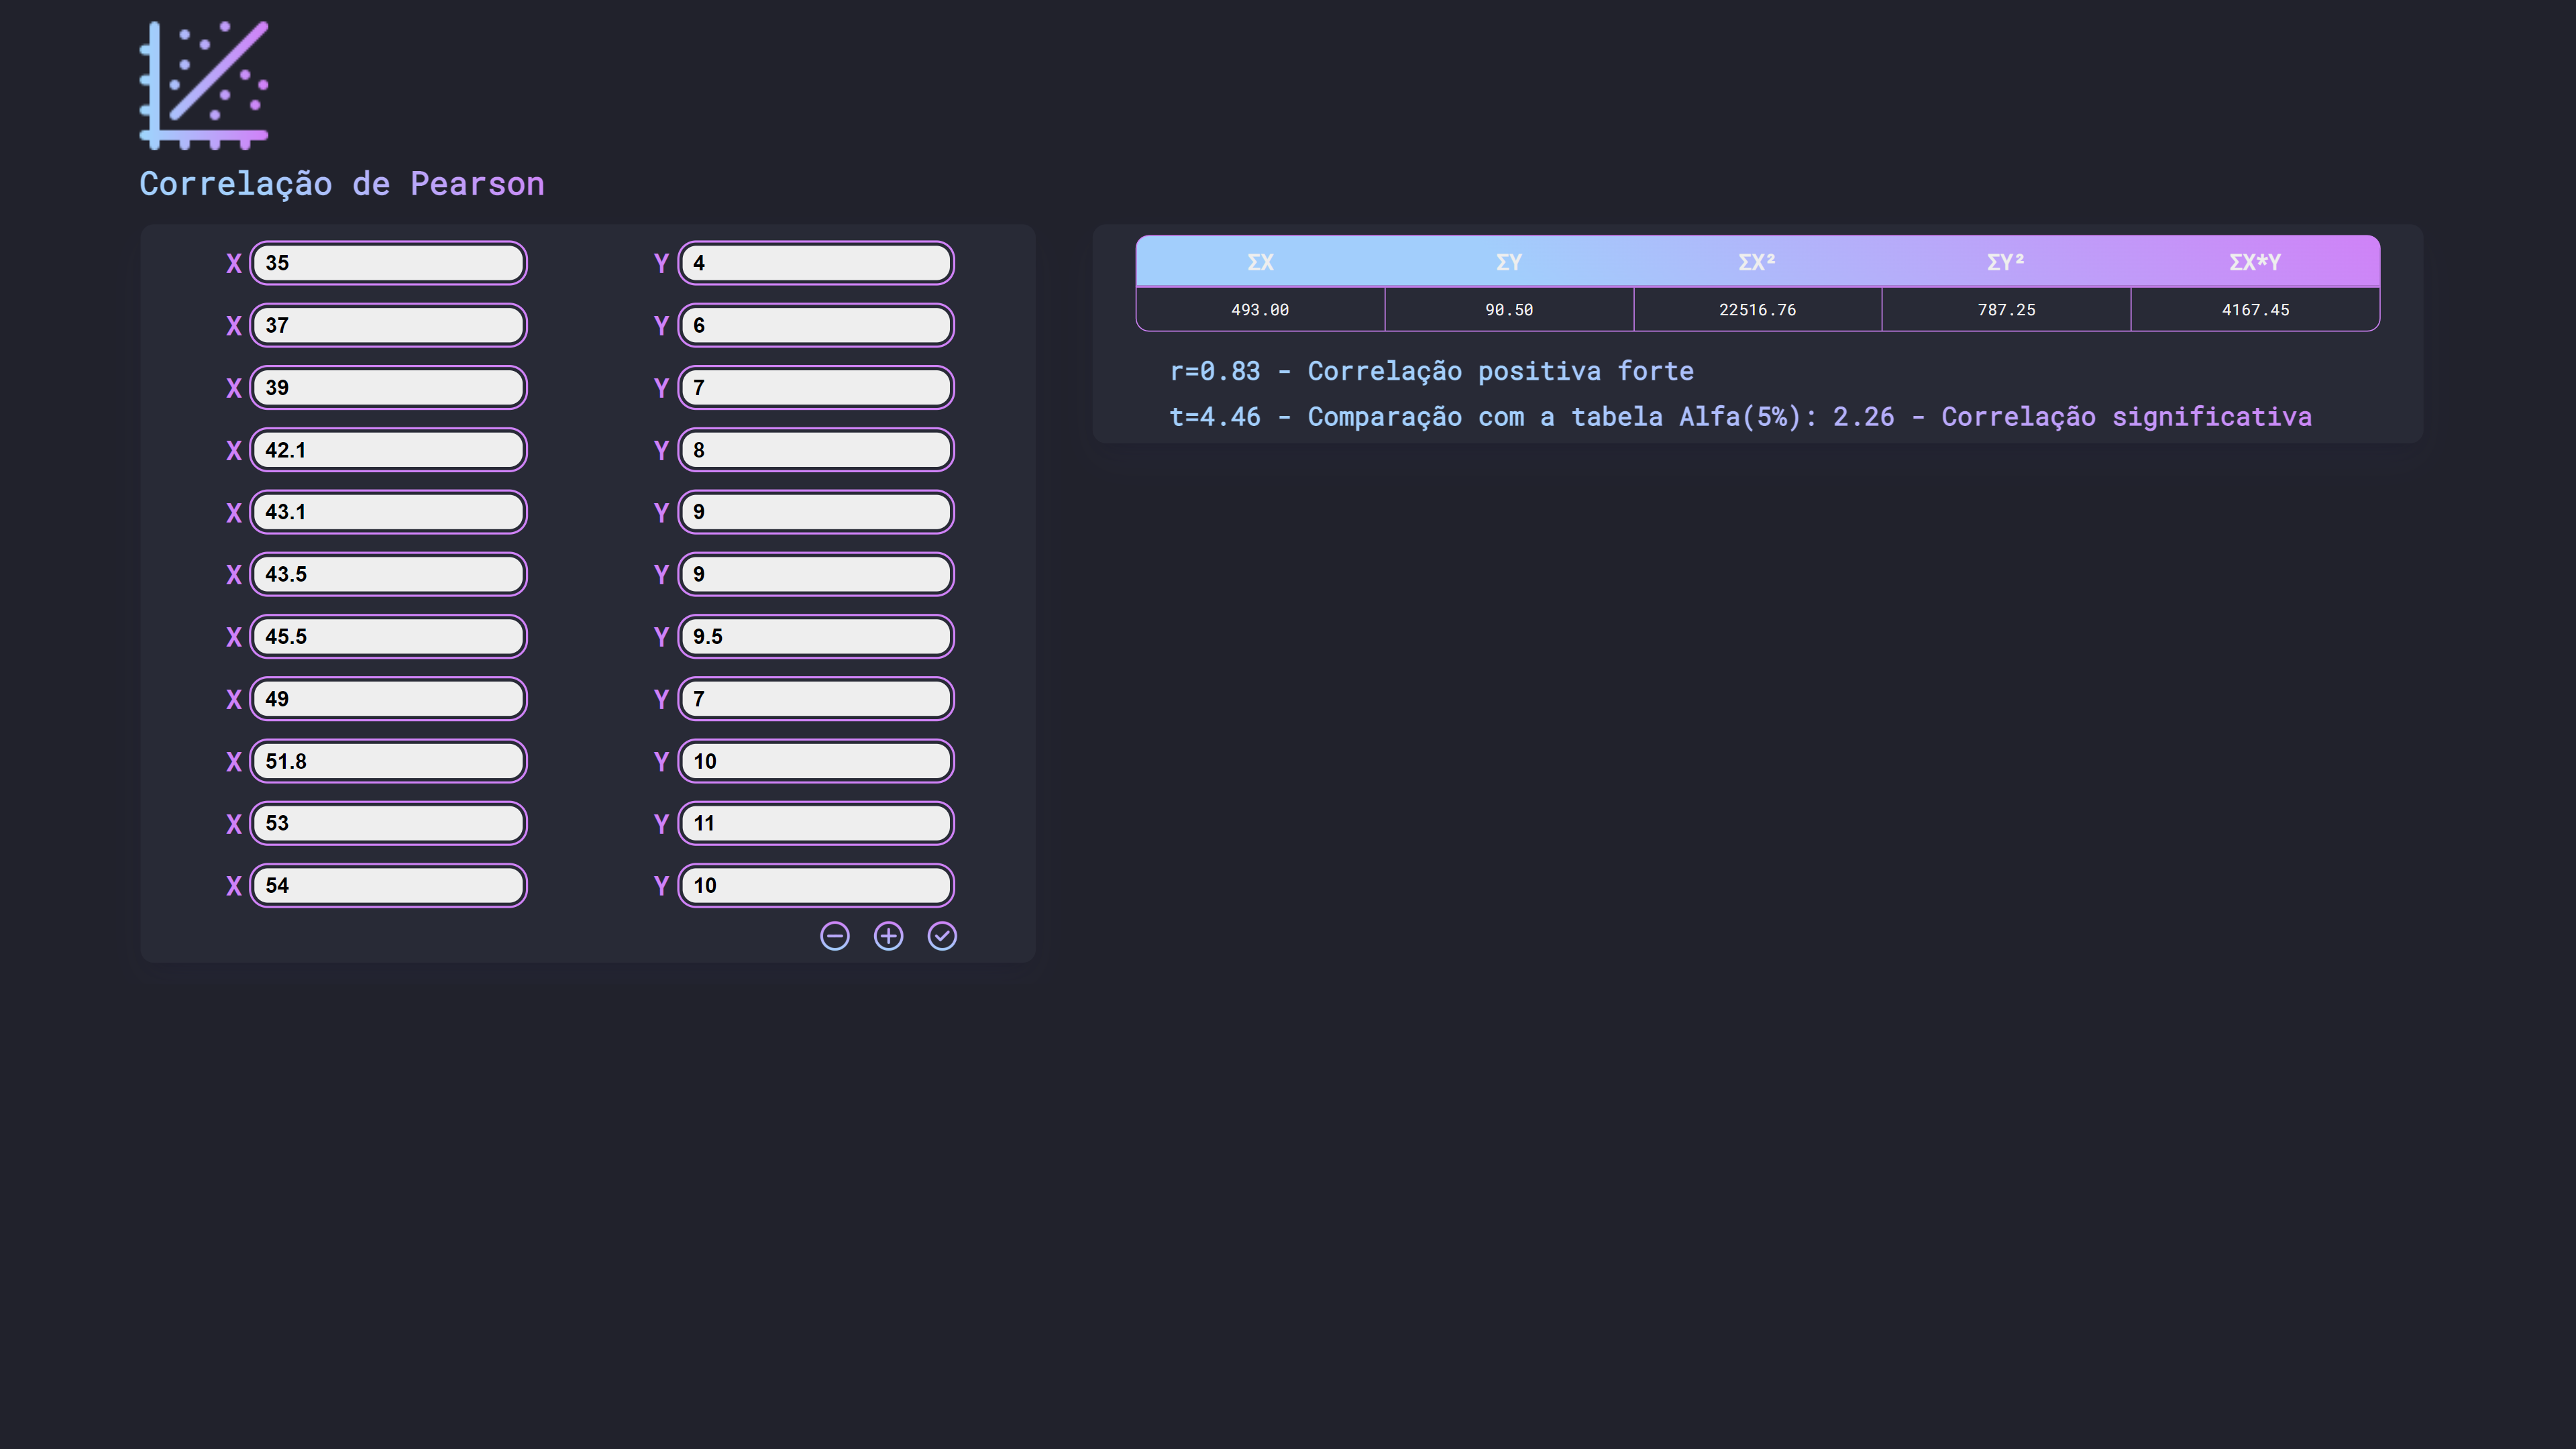 Correlação de Pearson
X 35 Y 4
X 37 Y 6
X 39 Y 7
X 42.1 Y 8
X 43.1 Y 9
X 43.5 Y 9
X 45.5 Y 9.5
X 49 Y 7
X 51.8 Y 10
X 53 Y 11
X 54 Y 10
ΣX ΣY ΣX² ΣY² ΣX*Y
493.00 90.50 22516.76 787.25 4167.45
r=0.83 - Correlação positiva forte
t=4.46 - Comparação com a tabela Alfa(5%): 2.26 - Correlação significativa